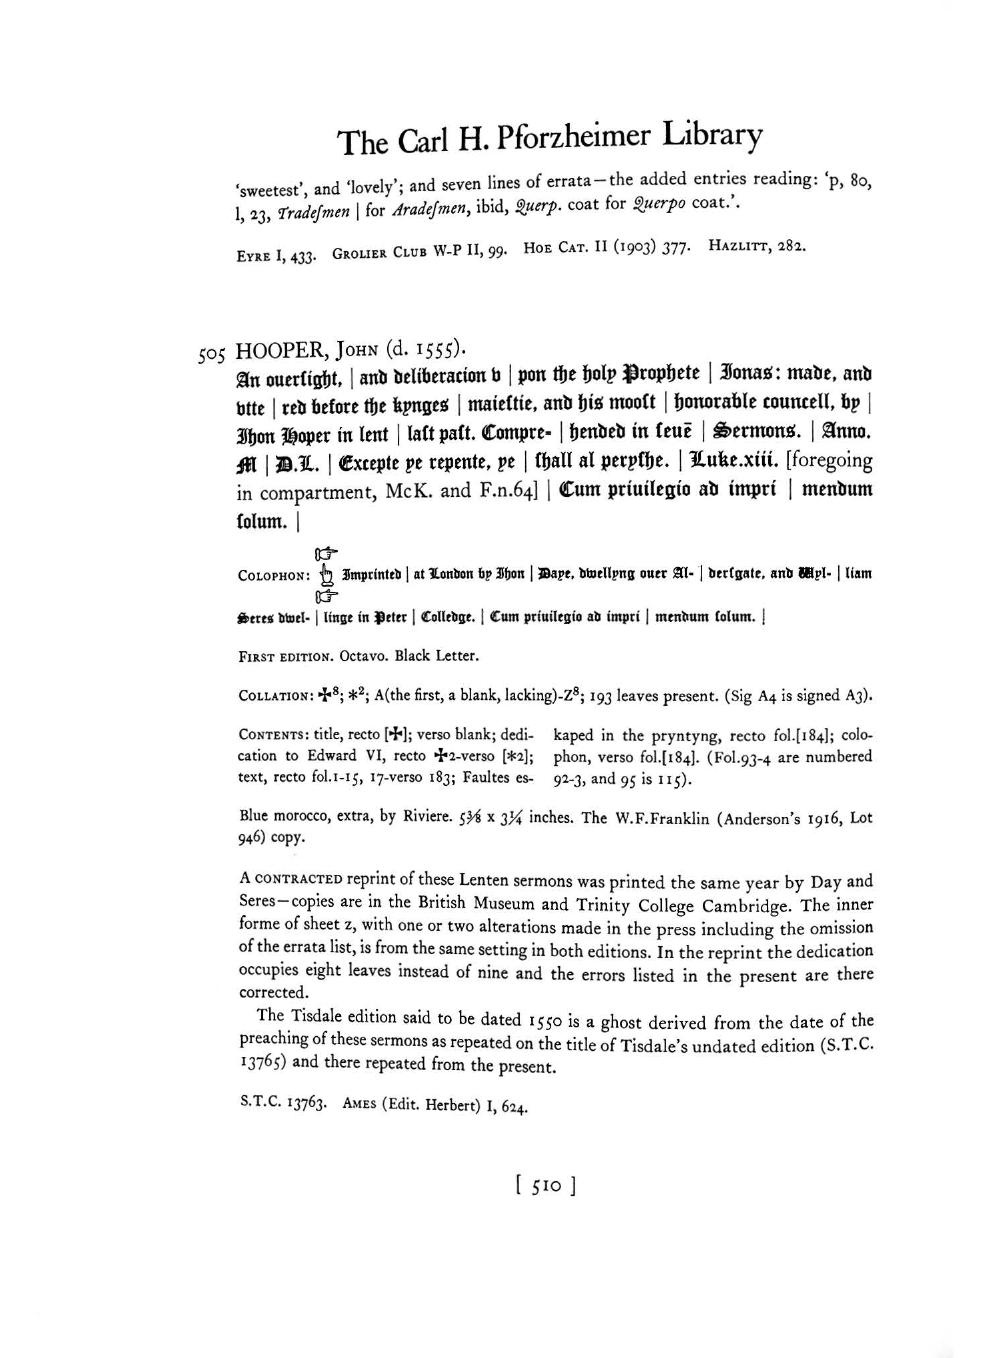 The Carl H. Pforzheimer Library
‘sweetest’, and ‘lovely’; and seven lines of errata—the added entries reading: ‘p, 80,
l, 23, Tradeſmen | for Aradeſmen, ibid, Querp. coat for Querpo coat.’.
EYRE I, 433. GROLIER CLUB W-P II, 99. HOE CAT. II (1903) 377. HAZLITT, 282.
505 HOOPER, JOHN (d. 1555).
An ouerſight, | and deliberacion v | pon the holy Prophete | Jonas: made, and
vtte | red before the kynges | maieſtie, and his mooſt | honorable councell, by |
Jhon Hoper in lent | laſt paſt. Compre- | hended in ſeuē | Sermons. | Anno.
M | D.L. | Excepte ye repente, ye | ſhall al peryſhe. | Luke.xiii. [foregoing
in compartment, McK. and F.n.64] | Cum priuilegio ad impri | mendum
ſolum. |
COLOPHON: ☞ Imprinted | at London by Jhon | Daye, dwellyng ouer Al- | derſgate, and Wyl- | liam
Seres dwel- | linge in Peter | Colledge. | Cum priuilegio ad impri | mendum ſolum. |
FIRST EDITION. Octavo. Black Letter.
COLLATION: ✠⁸; *²; A(the first, a blank, lacking)-Z⁸; 193 leaves present. (Sig A4 is signed A3).
CONTENTS: title, recto [✠]; verso blank; dedi-
cation to Edward VI, recto ✠2-verso [*2];
text, recto fol.1-15, 17-verso 183; Faultes es-
kaped in the pryntyng, recto fol.[184]; colo-
phon, verso fol.[184]. (Fol.93-4 are numbered
92-3, and 95 is 115).
Blue morocco, extra, by Riviere. 5⅜ x 3¼ inches. The W.F.Franklin (Anderson’s 1916, Lot
946) copy.
A CONTRACTED reprint of these Lenten sermons was printed the same year by Day and
Seres—copies are in the British Museum and Trinity College Cambridge. The inner
forme of sheet z, with one or two alterations made in the press including the omission
of the errata list, is from the same setting in both editions. In the reprint the dedication
occupies eight leaves instead of nine and the errors listed in the present are there
corrected.
The Tisdale edition said to be dated 1550 is a ghost derived from the date of the
preaching of these sermons as repeated on the title of Tisdale’s undated edition (S.T.C.
13765) and there repeated from the present.
S.T.C. 13763. AMES (Edit. Herbert) I, 624.
[ 510 ]